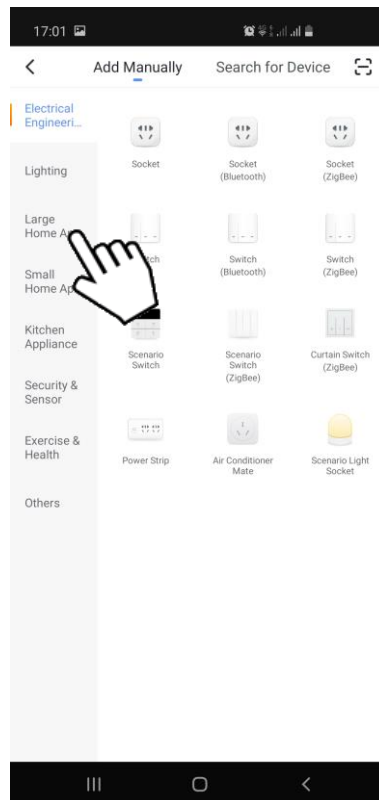 17:01
Add Manually
Search for Device
Electrical
Engineeri...
Lighting
Large
Home Ap
Small
Home Ap
Kitchen
Appliance
Security &
Sensor
Exercise &
Health
Others
Socket
Socket
(Bluetooth)
Socket
(ZigBee)
Switch
(Bluetooth)
Switch
(ZigBee)
Scenario
Switch
Scenario
Switch
(ZigBee)
Curtain Switch
(ZigBee)
Power Strip
Air Conditioner
Mate
Scenario Light
Socket